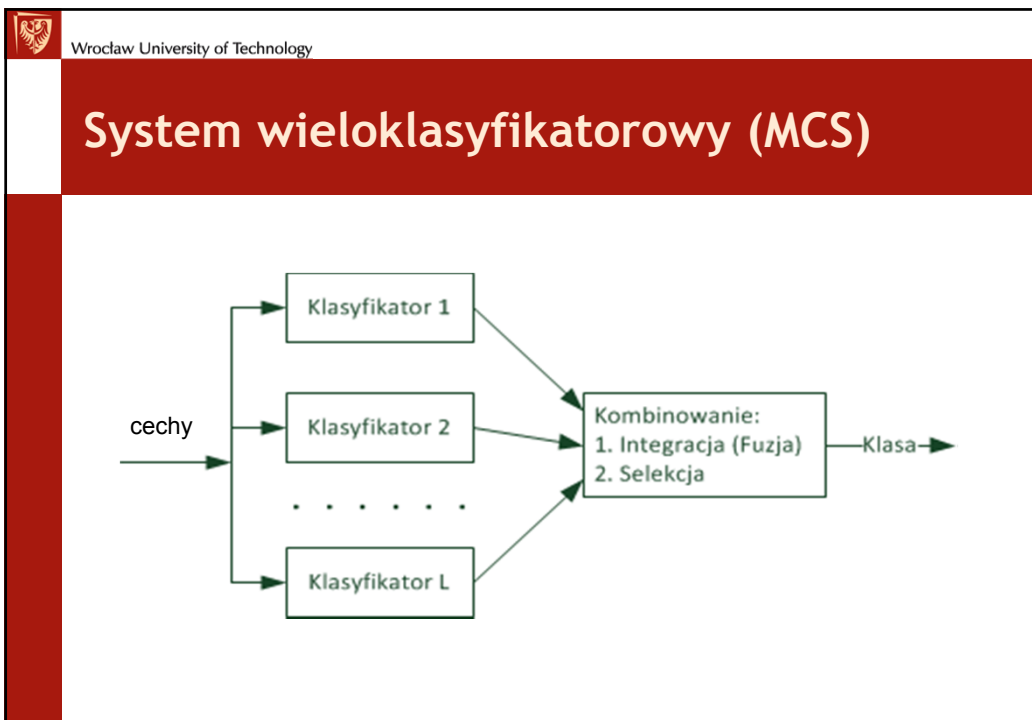 Wrocław University of Technology
System wieloklasyfikatorowy (MCS)
cechy
Klasyfikator 1
Klasyfikator 2
. . . . . .
Klasyfikator L
Kombinowanie:
1. Integracja (Fuzja)
2. Selekcja
Klasa